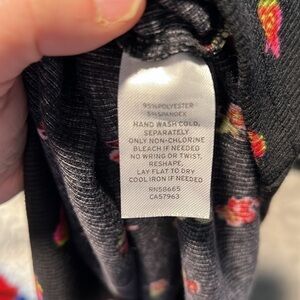 95%POLYESTER
5%SPANDEX
HAND WASH COLD,
SEPARATELY
ONLY NON-CHLORINE
BLEACH IF NEEDED
NO WRING OR TWIST,
RESHAPE,
LAY FLAT TO DRY
COOL IRON IF NEEDED
RN58665
CA57963